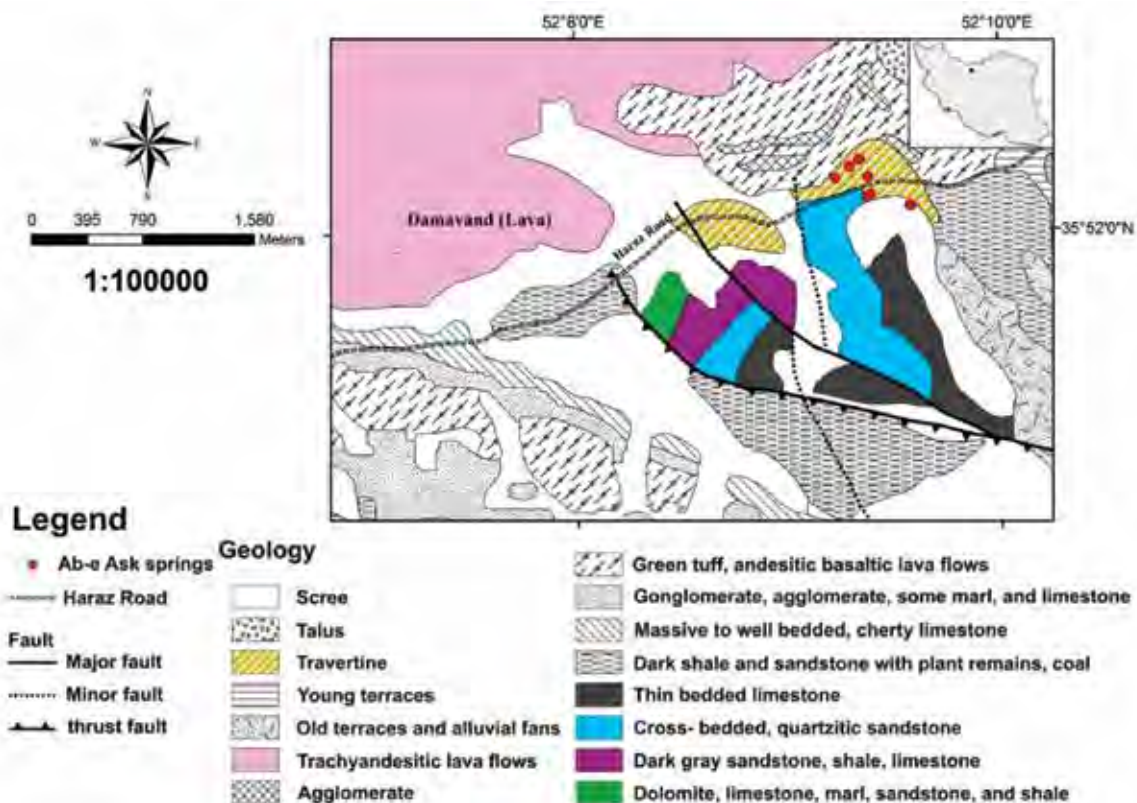 52°8'0"E
52°10'0"E
N
W
E
S
0 395 790 1,580
Meters
1:100000
Damavand (Lava)
Haraz Road
35°52'0"N
Legend
Ab-e Ask springs
Haraz Road
Fault
Major fault
Minor fault
thrust fault
Geology
Scree
Talus
Travertine
Young terraces
Old terraces and alluvial fans
Trachyandesitic lava flows
Agglomerate
Green tuff, andesitic basaltic lava flows
Gonglomerate, agglomerate, some marl, and limestone
Massive to well bedded, cherty limestone
Dark shale and sandstone with plant remains, coal
Thin bedded limestone
Cross- bedded, quartzitic sandstone
Dark gray sandstone, shale, limestone
Dolomite, limestone, marl, sandstone, and shale